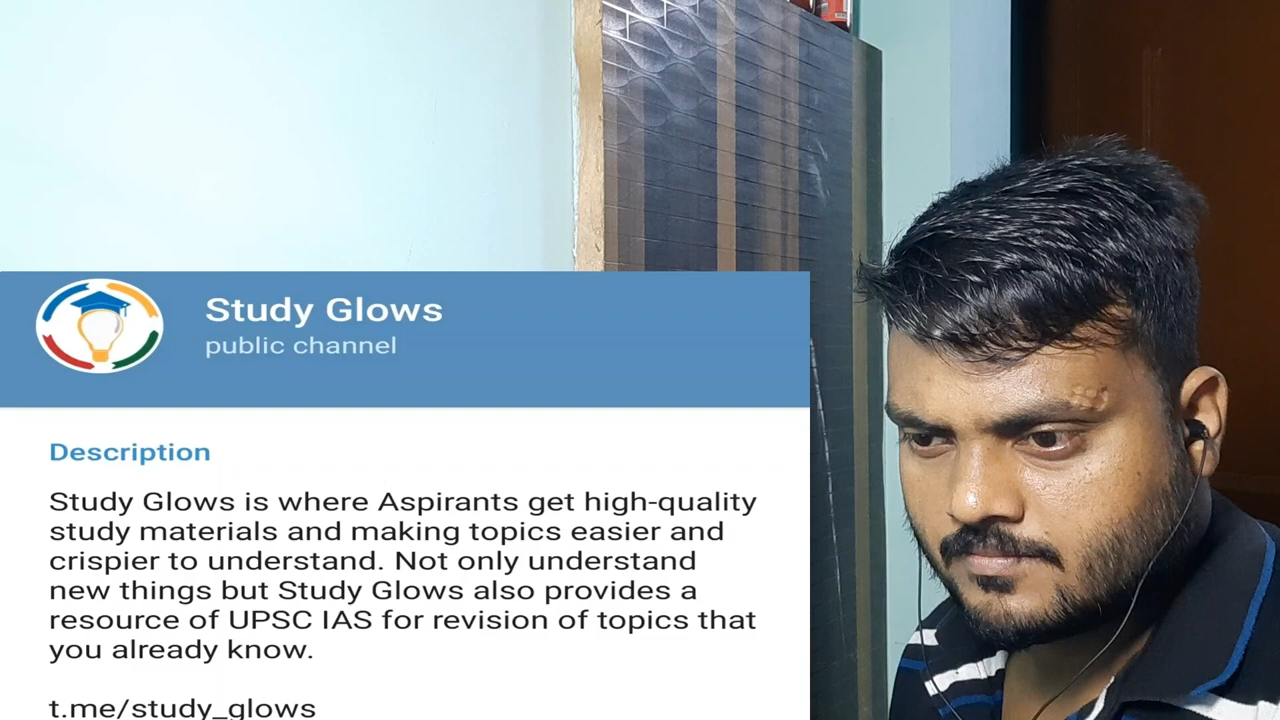 Study Glows
public channel
Description
Study Glows is where Aspirants get high-quality
study materials and making topics easier and
crispier to understand. Not only understand
new things but Study Glows also provides a
resource of UPSC IAS for revision of topics that
you already know.
t.me/study_glows